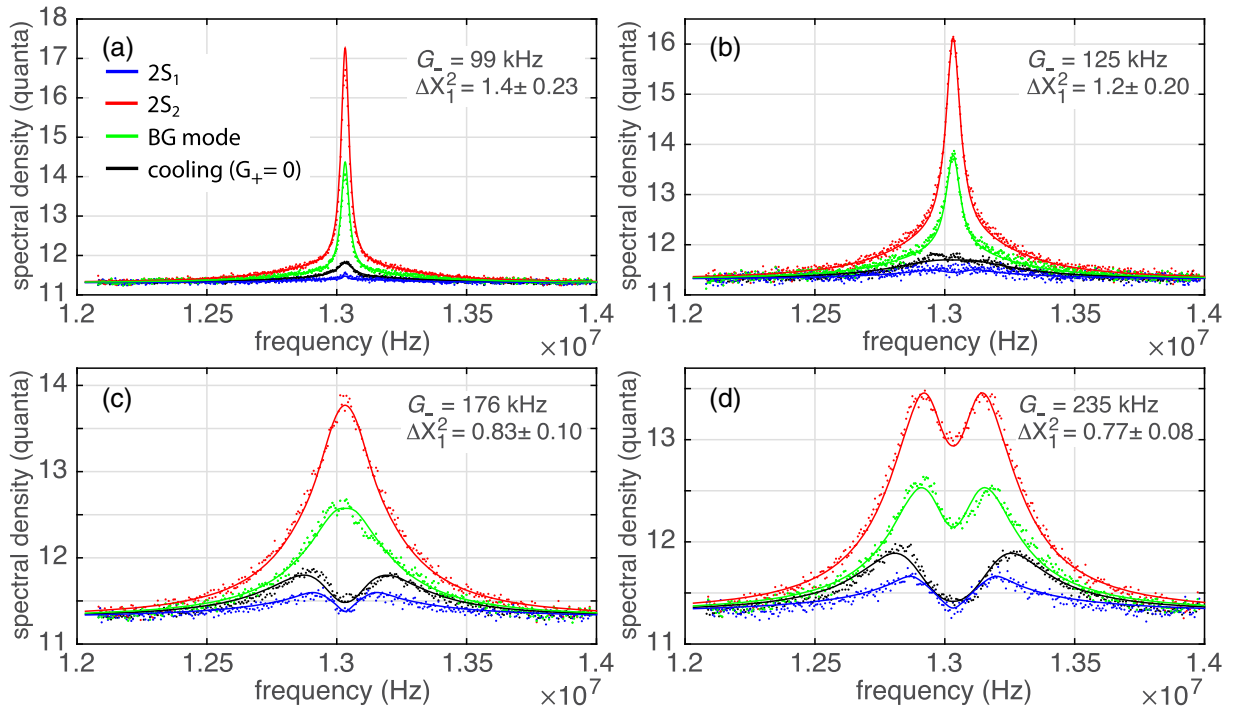 (a)
G₋ = 99 kHz
ΔX₁² = 1.4± 0.23
2S₁
2S₂
BG mode
cooling (G₊= 0)
spectral density (quanta)
18
17
16
15
14
13
12
11
1.2 1.25 1.3 1.35 1.4
frequency (Hz)
×10⁷
(b)
G₋ = 125 kHz
ΔX₁² = 1.2± 0.20
spectral density (quanta)
16
15
14
13
12
11
1.2 1.25 1.3 1.35 1.4
frequency (Hz)
×10⁷
(c)
G₋ = 176 kHz
ΔX₁² = 0.83± 0.10
spectral density (quanta)
14
13
12
11
1.2 1.25 1.3 1.35 1.4
frequency (Hz)
×10⁷
(d)
G₋ = 235 kHz
ΔX₁² = 0.77± 0.08
spectral density (quanta)
13
12
11
1.2 1.25 1.3 1.35 1.4
frequency (Hz)
×10⁷